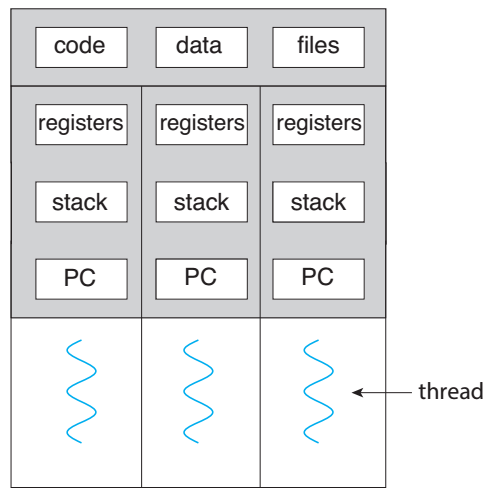 code data files
registers registers registers
stack stack stack
PC PC PC
thread